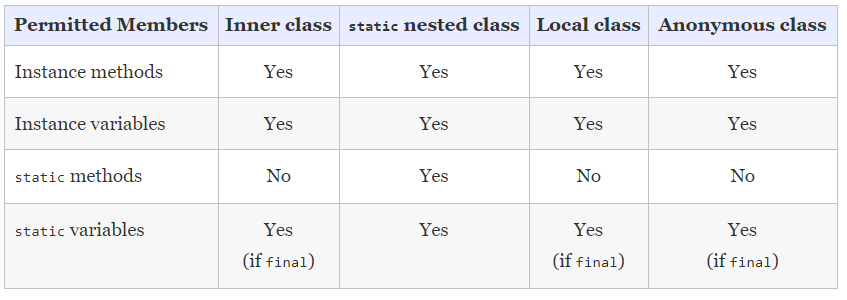 Permitted Members Inner class static nested class Local class Anonymous class
Instance methods Yes Yes Yes Yes
Instance variables Yes Yes Yes Yes
static methods No Yes No No
static variables Yes Yes Yes Yes
(if final) (if final) (if final)